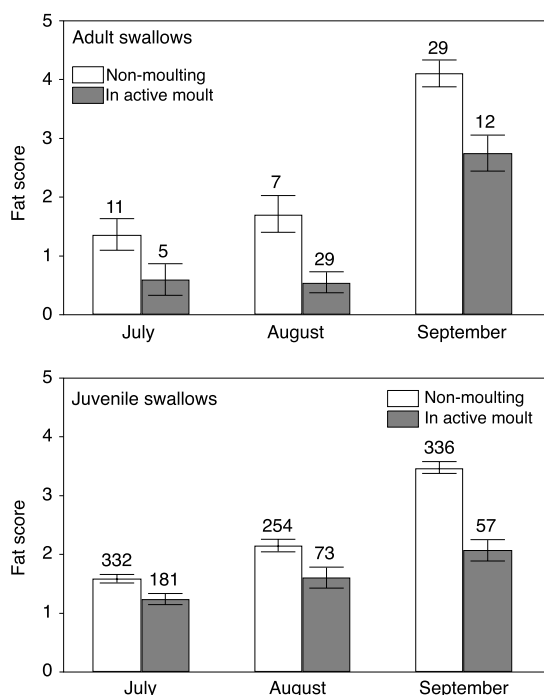 5
Adult swallows
29
Non-moulting
4
In active moult
12
3
Fat score
2
11
7
1
5
29
0
July August September
5
Juvenile swallows
Non-moulting
In active moult
4
336
3
Fat score
254
57
2
332
73
181
1
0
July August September